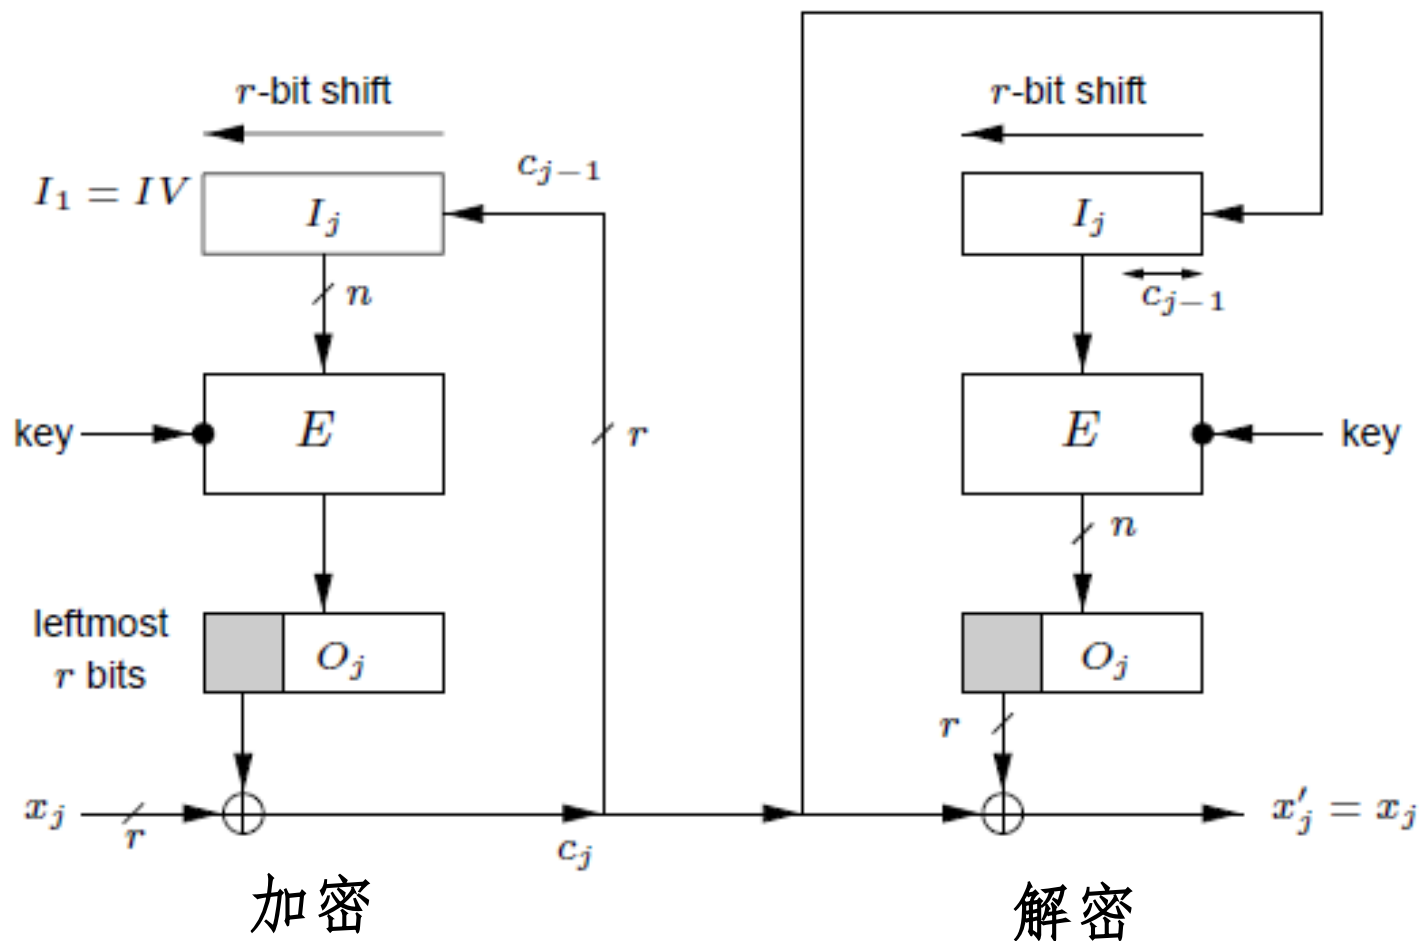 r-bit shift
c_{j-1}
I_1 = IV
I_j
n
key
E
r
leftmost
r bits
O_j
x_j
r
c_j
加密
r-bit shift
I_j
c_{j-1}
E
key
n
O_j
r
x'_j = x_j
解密